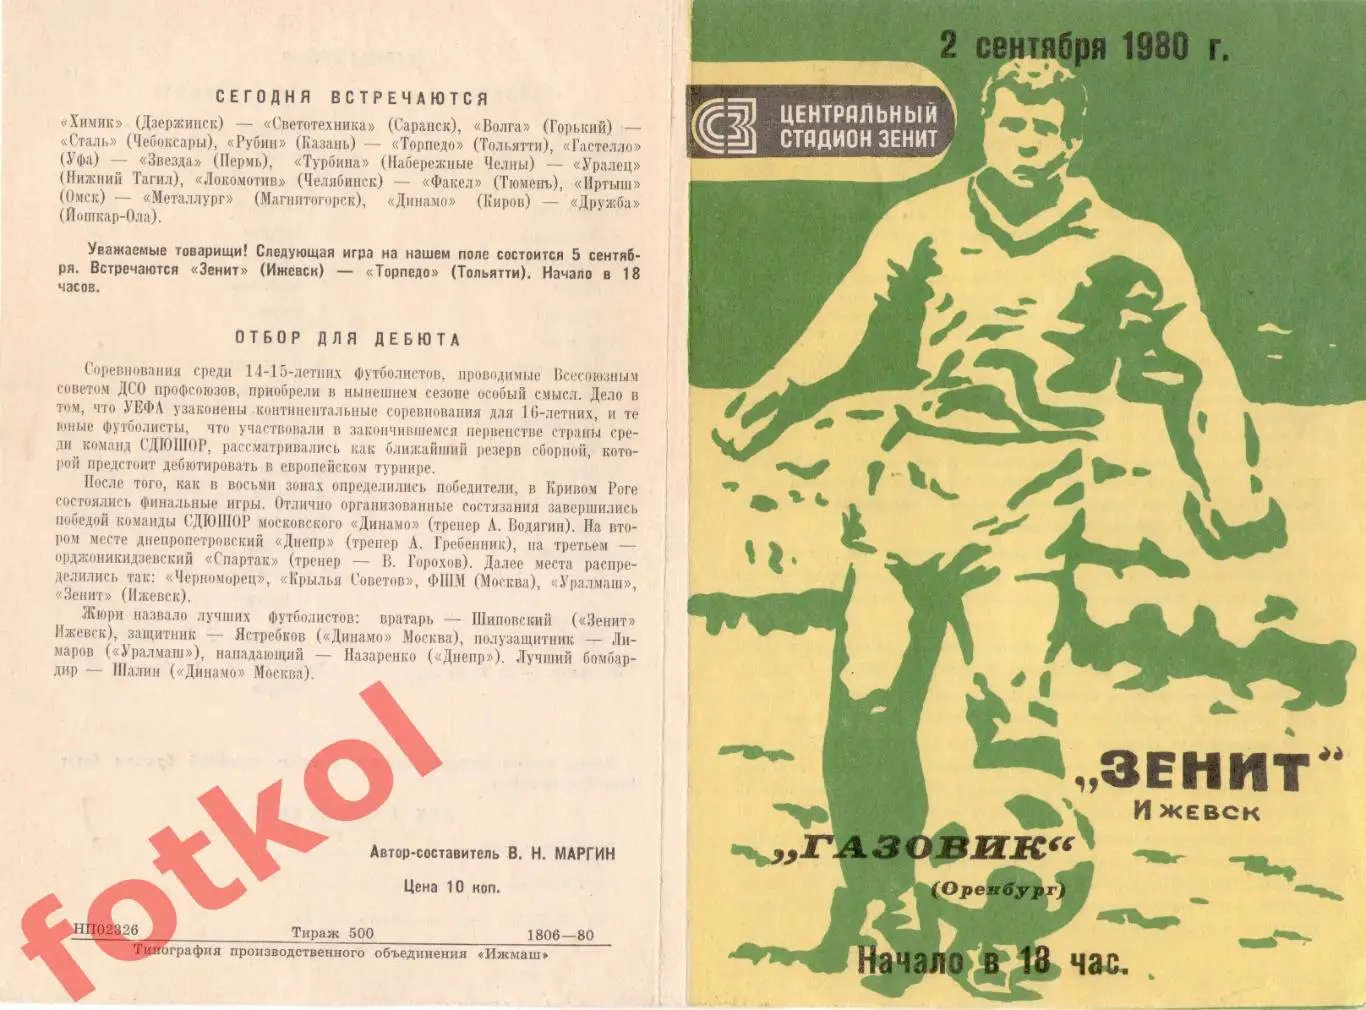 СЕГОДНЯ ВСТРЕЧАЮТСЯ
«Химик» (Дзержинск) — «Светотехника» (Саранск), «Волга» (Горький) —
«Сталь» (Чебоксары), «Рубин» (Казань) — «Торпедо» (Тольятти), «Гастелло»
(Уфа) — «Звезда» (Пермь), «Турбина» (Набережные Челны) — «Уралец»
(Нижний Тагил), «Локомотив» (Челябинск) — «Факел» (Тюмень), «Иртыш»
(Омск) — «Металлург» (Магнитогорск), «Динамо» (Киров) — «Дружба»
(Йошкар-Ола).
Уважаемые товарищи! Следующая игра на нашем поле состоится 5 сентяб-
ря. Встречаются «Зенит» (Ижевск) — «Торпедо» (Тольятти). Начало в 18
часов.
ОТБОР ДЛЯ ДЕБЮТА
Соревнования среди 14-15-летних футболистов, проводимые Всесоюзным
советом ДСО профсоюзов, приобрели в нынешнем сезоне особый смысл. Дело в
том, что УЕФА узаконены континентальные соревнования для 16-летних, и те
юные футболисты, что участвовали в закончившемся первенстве страны сре-
ди команд СДЮШОР, рассматривались как ближайший резерв сборной, кото-
рой предстоит дебютировать в европейском турнире.
После того, как в восьми зонах определились победители, в Кривом Роге
состоялись финальные игры. Отлично организованные состязания завершились
победой команды СДЮШОР московского «Динамо» (тренер А. Водягин). На вто-
ром месте днепропетровский «Днепр» (тренер А. Гребенник), на третьем —
орджоникидзевский «Спартак» (тренер — В. Горохов). Далее места распре-
делились так: «Черноморец», «Крылья Советов», ФШМ (Москва), «Уралмаш»,
«Зенит» (Ижевск).
Жюри назвало лучших футболистов: вратарь — Шиповский («Зенит»
Ижевск), защитник — Ястребков («Динамо» Москва), полузащитник — Ли-
маров («Уралмаш»), нападающий — Назаренко («Днепр»). Лучший бомбар-
дир — Шалин («Динамо» Москва).
Автор-составитель В. Н. МАРГИН
Цена 10 коп.
НП02326 Тираж 500 1806—80
Типография производственного объединения «Ижмаш»
fotkol
2 сентября 1980 г.
СЗ
ЦЕНТРАЛЬНЫЙ
СТАДИОН ЗЕНИТ
„ЗЕНИТ"
ИЖЕВСК
„ГАЗОВИК"
(Оренбург)
Начало в 18 час.